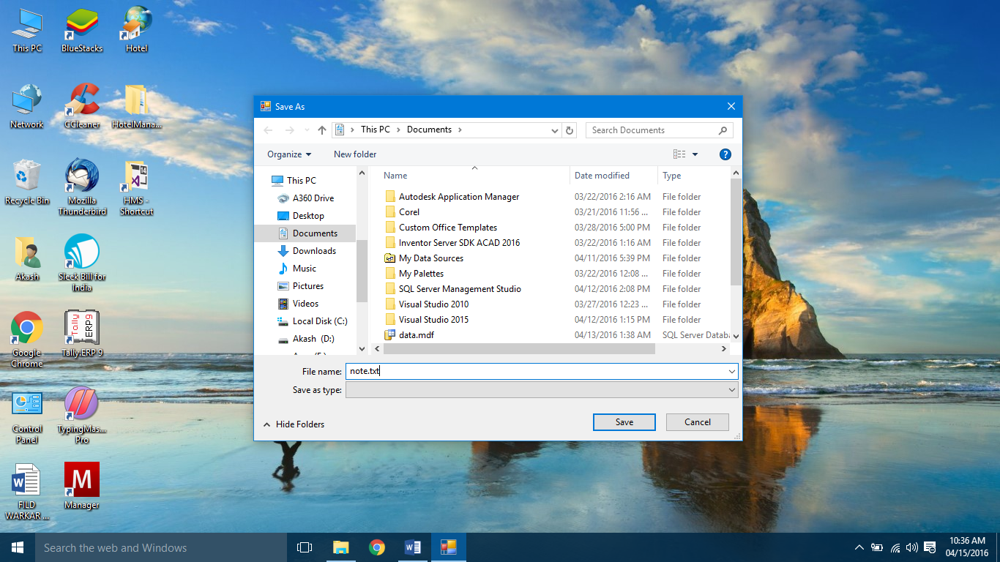 This PC
BlueStacks
Hotel
Network
CCleaner
HotelMana...
Recycle Bin
Mozilla
Thunderbird
14
HMS -
Shortcut
Akash
Sleek Bill for
India
Google
Chrome
Tally
ERP9
Tally.ERP 9
Control
Panel
TypingMas...
Pro
W
FILD
WARKAR ...
M
Manager
Save As
This PC
Documents
Search Documents
Organize
New folder
?
This PC
A360 Drive
Desktop
Documents
Downloads
Music
Pictures
Videos
Local Disk (C:)
Akash (D:)
Name Date modified Type
Autodesk Application Manager 03/22/2016 2:16 AM File folder
Corel 03/21/2016 11:56 ... File folder
Custom Office Templates 03/28/2016 5:00 PM File folder
Inventor Server SDK ACAD 2016 03/22/2016 1:16 AM File folder
My Data Sources 04/11/2016 5:39 PM File folder
My Palettes 03/22/2016 12:08 ... File folder
SQL Server Management Studio 04/12/2016 2:08 PM File folder
Visual Studio 2010 03/27/2016 12:23 ... File folder
Visual Studio 2015 04/12/2016 1:15 PM File folder
data.mdf 04/13/2016 1:38 AM SQL Server Databa
File name: note.txt
Save as type:
Hide Folders
Save
Cancel
Search the web and Windows
W
10:36 AM
04/15/2016